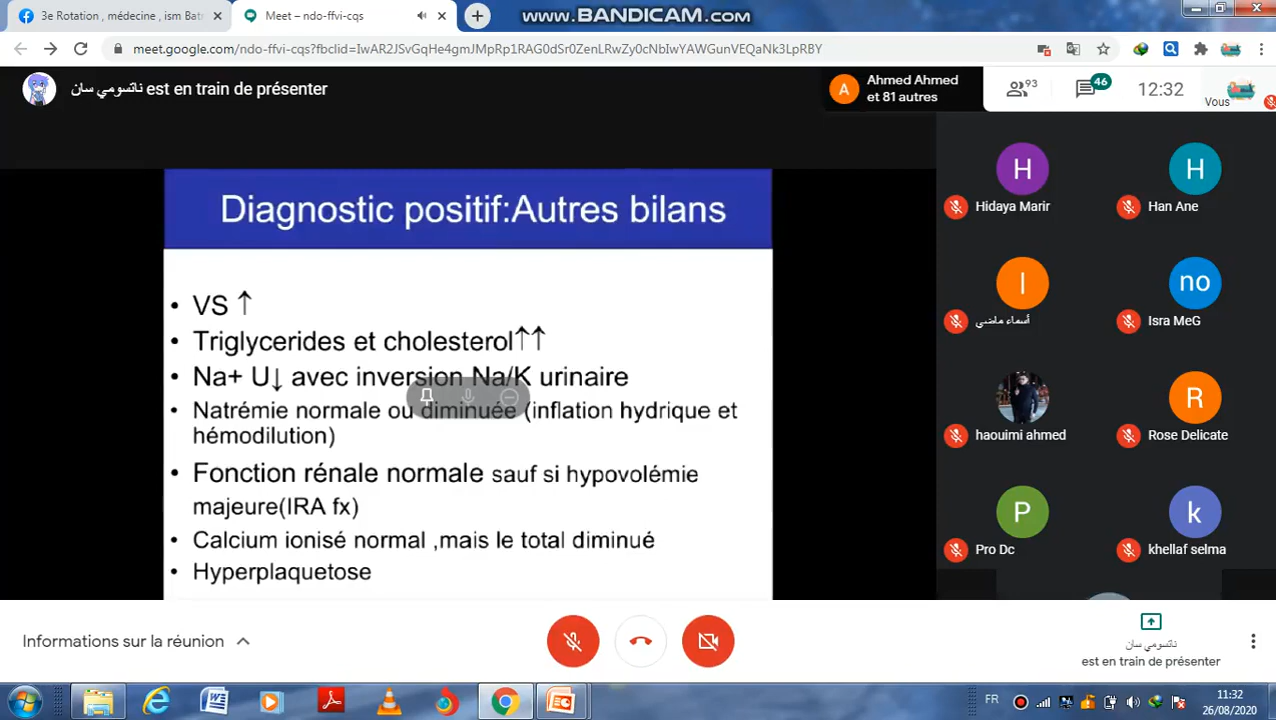 3e Rotation , médecine , ism Bat
Meet – ndo-ffvi-cqs
www.BANDICAM.com
meet.google.com/ndo-ffvi-cqs?fbclid=IwAR2JSvGqHe4gmJMpRp1RAG0dSr0ZenLRwZy0cNbIwYAWGunVEQaNk3LpRBY
ناتسومي سان est en train de présenter
A
Ahmed Ahmed
et 81 autres
93
46
12:32
Vous
Diagnostic positif:Autres bilans
• VS ↑
• Triglycerides et cholesterol↑↑
• Na+ U↓ avec inversion Na/K urinaire
• Natrémie normale ou diminuée (inflation hydrique et
hémodilution)
• Fonction rénale normale sauf si hypovolémie
majeure(IRA fx)
• Calcium ionisé normal ,mais le total diminué
• Hyperplaquetose
H
Hidaya Marir
H
Han Ane
I
أسماء ماضي
no
Isra MeG
haouimi ahmed
R
Rose Delicate
P
Pro Dc
k
khellaf selma
Informations sur la réunion
ناتسومي سان
est en train de présenter
FR
11:32
26/08/2020